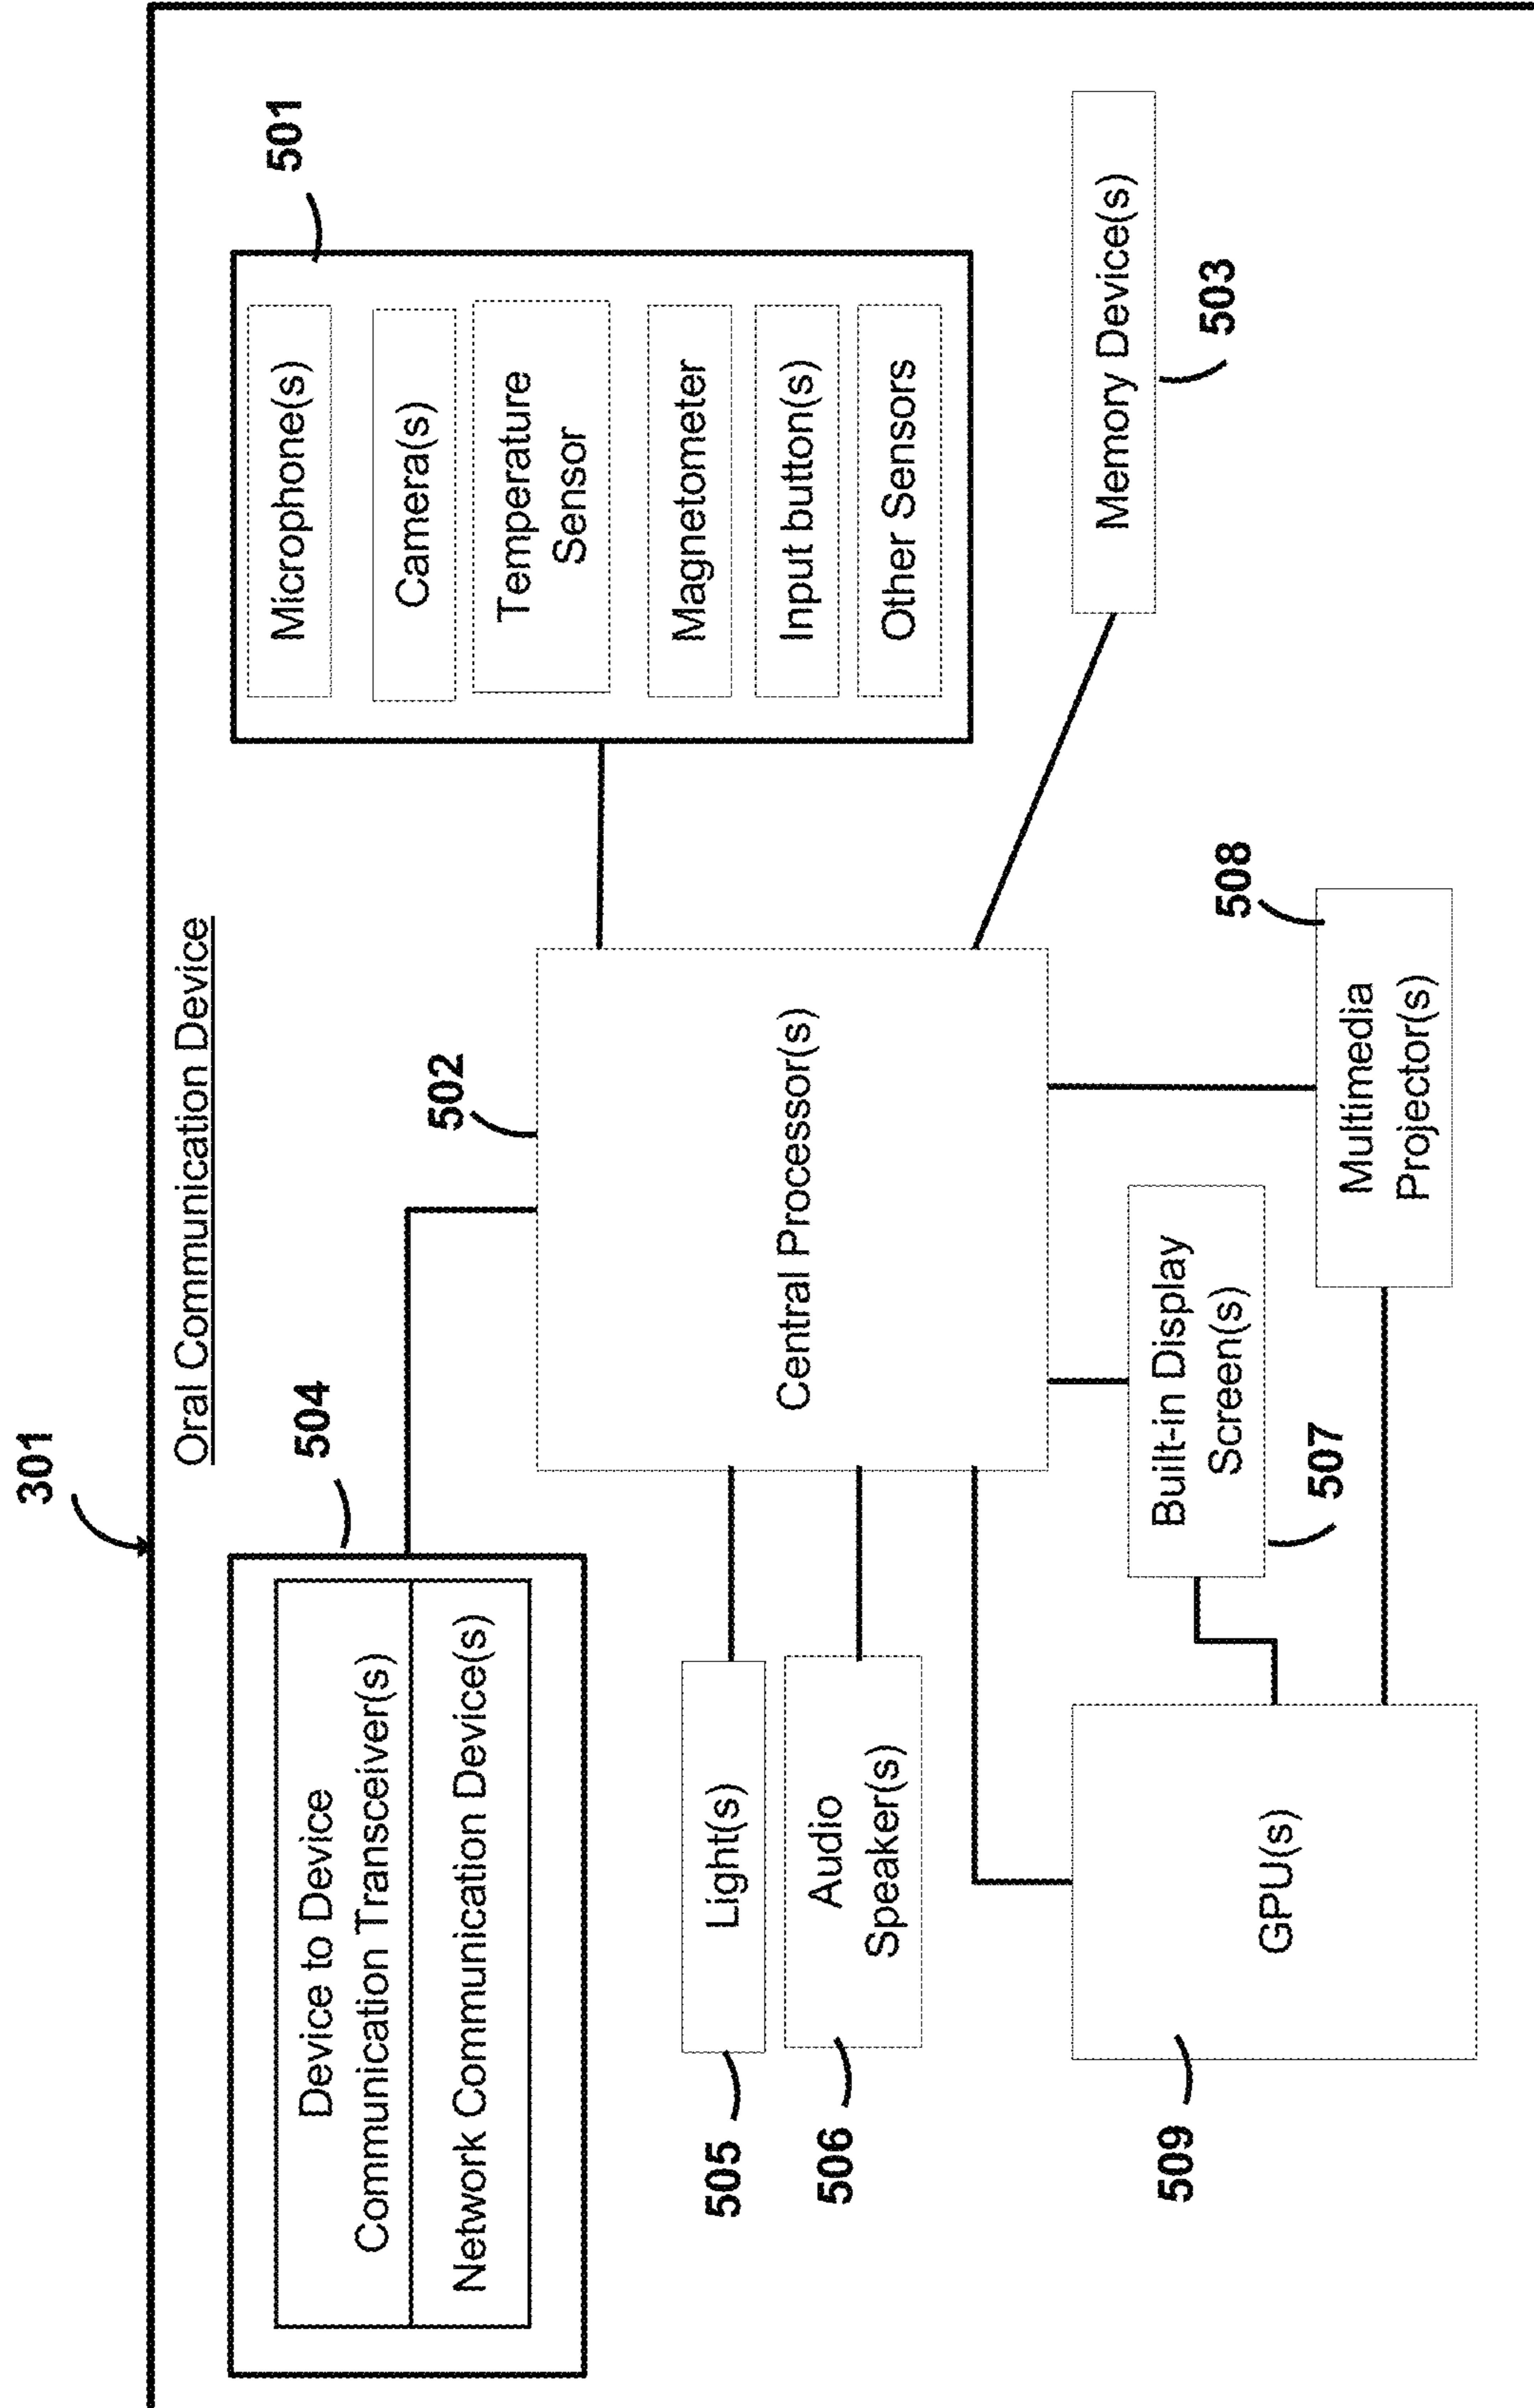 301
Oral Communication Device
504
Device to Device
Communication Transceiver(s)
Network Communication Device(s)
502
Central Processor(s)
501
Microphone(s)
Camera(s)
Temperature
Sensor
Magnetometer
Input button(s)
Other Sensors
505
Light(s)
506
Audio
Speaker(s)
509
GPU(s)
Built-in Display
Screen(s)
507
508
Multimedia
Projector(s)
Memory Device(s)
503